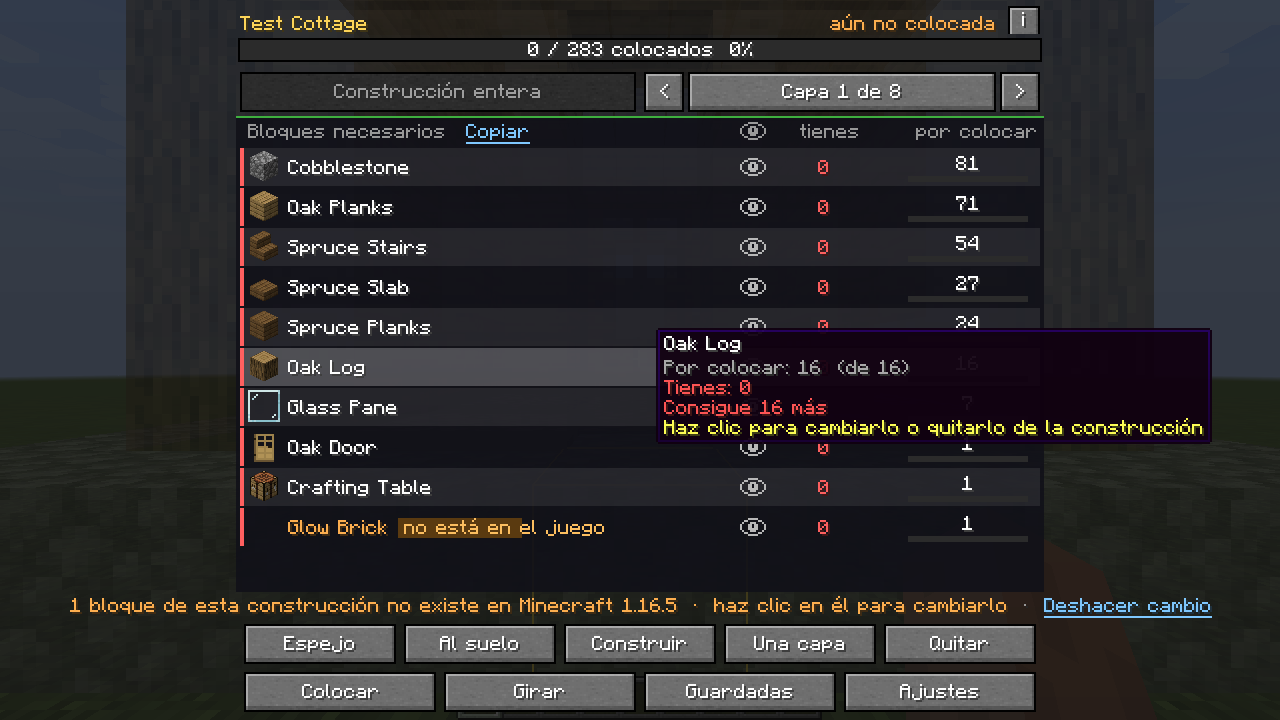 Test Cottage
aún no colocada
i
0 / 283 colocados 0%
Construcción entera
<
Capa 1 de 8
>
Bloques necesarios Copiar tienes por colocar
Cobblestone 0 81
Oak Planks 0 71
Spruce Stairs 0 54
Spruce Slab 0 27
Spruce Planks 0 24
Oak Log 16
Oak Log
Por colocar: 16 (de 16)
Tienes: 0
Consigue 16 más
Haz clic para cambiarlo o quitarlo de la construcción
Glass Pane 7
Oak Door 0 1
Crafting Table 0 1
Glow Brick no está en el juego 0 1
1 bloque de esta construcción no existe en Minecraft 1.16.5 · haz clic en él para cambiarlo · Deshacer cambio
Espejo Al suelo Construir Una capa Quitar
Colocar Girar Guardadas Ajustes